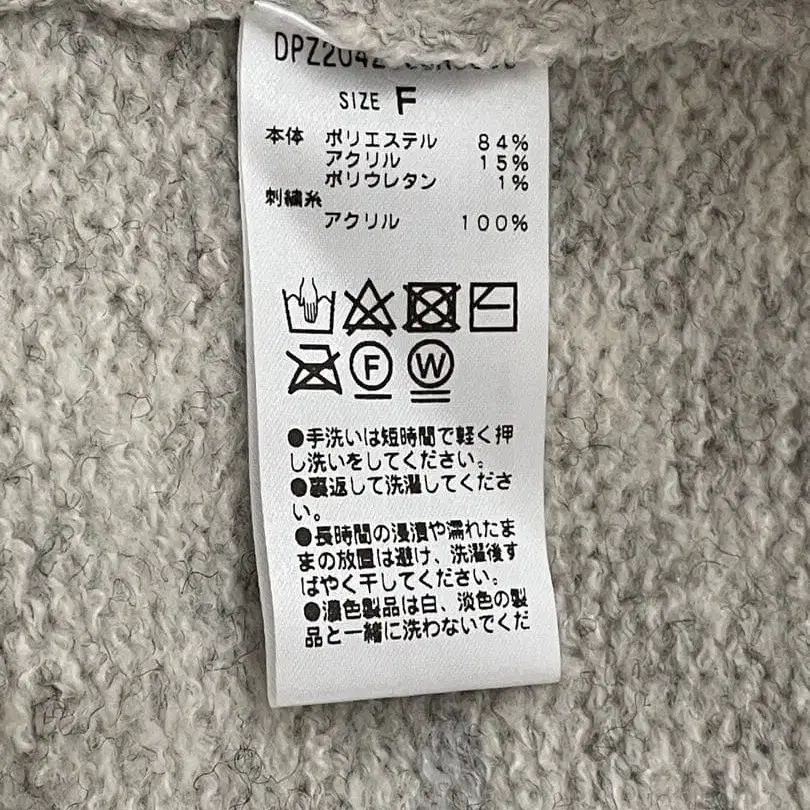 SIZE F
本体 ポリエステル 84%
アクリル 15%
ポリウレタン 1%
刺繍糸
アクリル 100%
F W
●手洗いは短時間で軽く押
し洗いをしてください。
●裏返して洗濯してくださ
い。
●長時間の浸漬や濡れたま
まの放置は避け、洗濯後す
ばやく干してください。
●濃色製品は白、淡色の製
品と一緒に洗わないでくだ